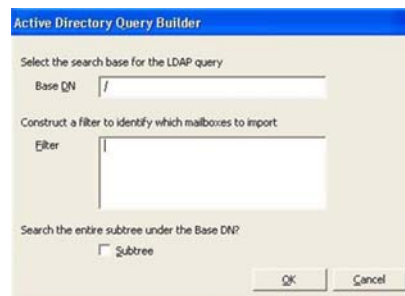 Active Directory Query Builder
Select the search base for the LDAP query
Base DN /
Construct a filter to identify which mailboxes to import
Filter
Search the entire subtree under the Base DN?
Subtree
OK Cancel